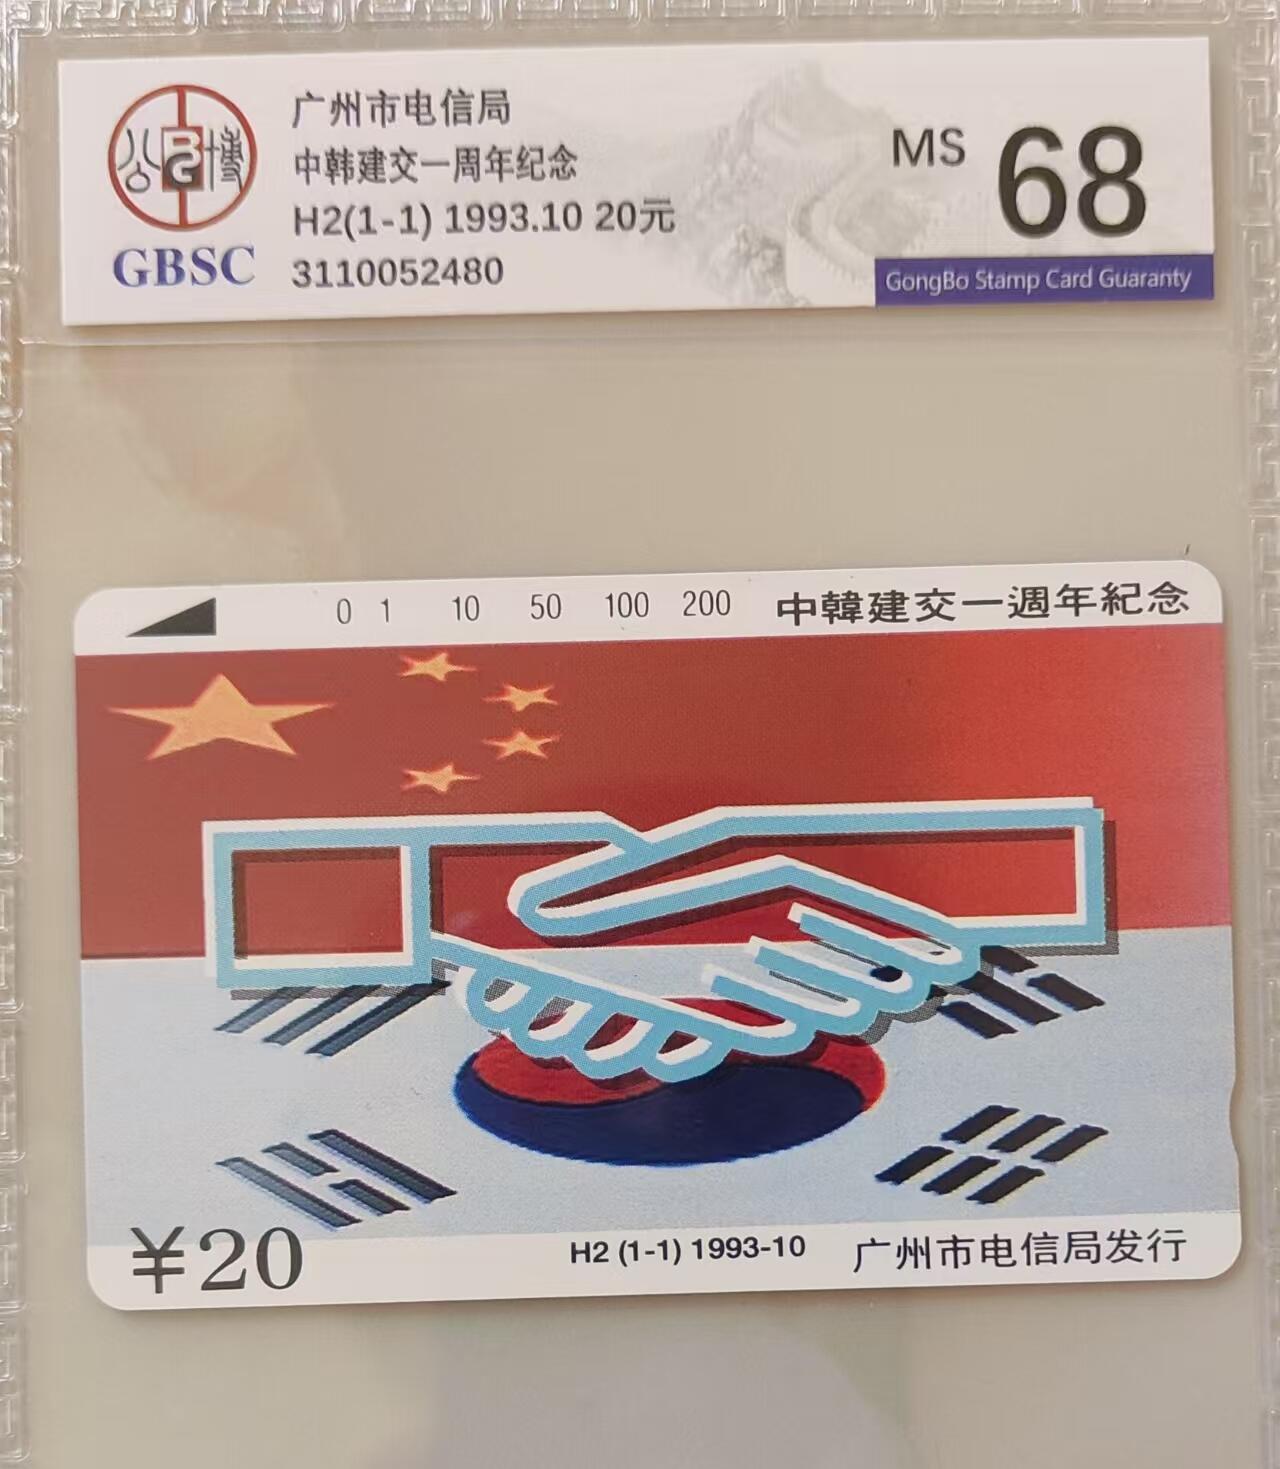 广州市电信局
中韩建交一周年纪念
H2(1-1) 1993.10 20元
3110052480
公 BG 博
GBSC
MS 68
GongBo Stamp Card Guaranty
0 1 10 50 100 200
中韓建交一週年紀念
¥20
H2 (1-1) 1993-10
广州市电信局发行